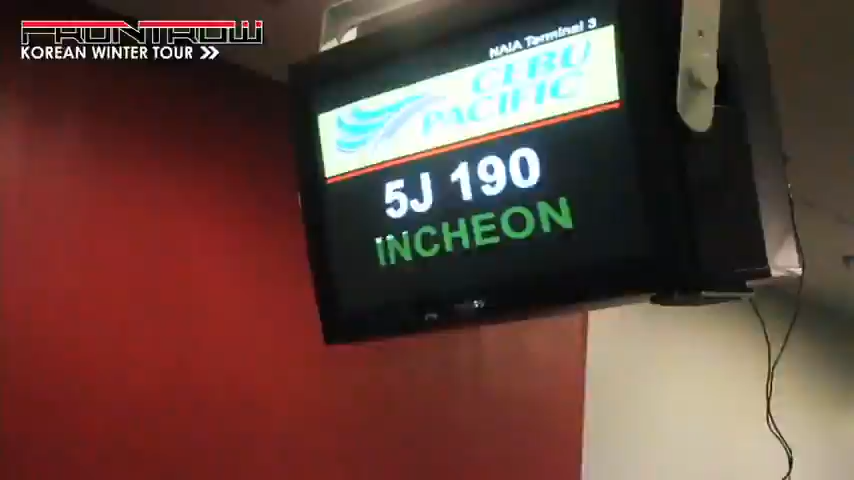 FRONTROW
KOREAN WINTER TOUR >>
NAIA Terminal 3
CEBU
PACIFIC
5J 190
INCHEON